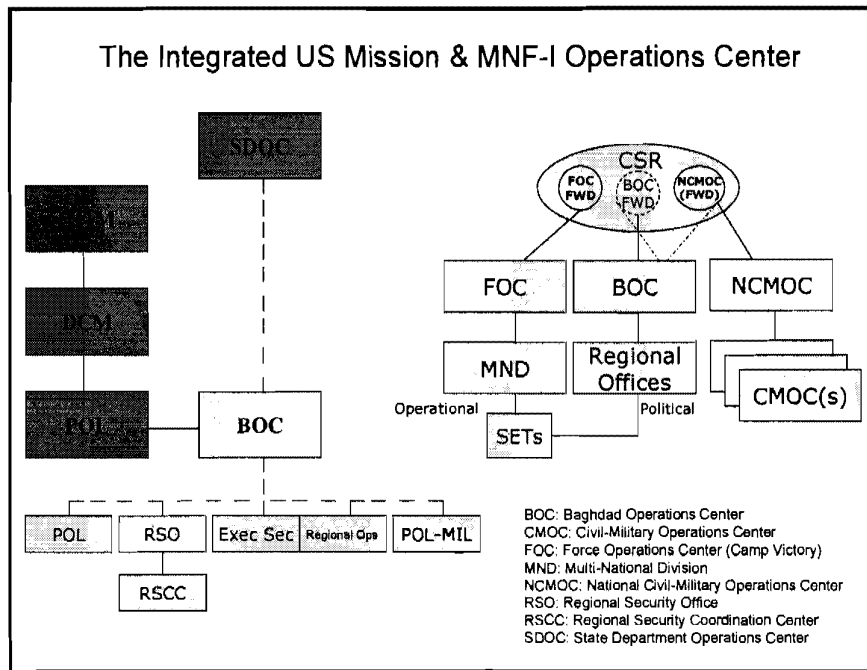 The Integrated US Mission & MNF-I Operations Center
SDOC
DCM
POL
BOC
POL
RSO
Exec Sec
Regional Ops
POL-MIL
RSCC
CSR
FOC
FWD
BOC
FWD
NCMOC
(FWD)
FOC
BOC
NCMOC
MND
Regional
Offices
CMOC(s)
Operational
Political
SETs
BOC: Baghdad Operations Center
CMOC: Civil-Military Operations Center
FOC: Force Operations Center (Camp Victory)
MND: Multi-National Division
NCMOC: National Civil-Military Operations Center
RSO: Regional Security Office
RSCC: Regional Security Coordination Center
SDOC: State Department Operations Center